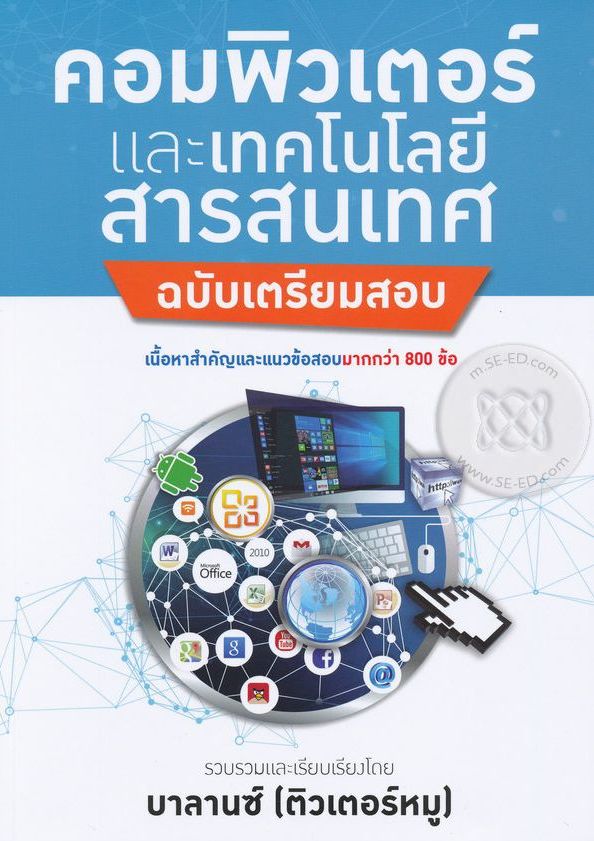 คอมพิวเตอร์
และเทคโนโลยี
สารสนเทศ
ฉบับเตรียมสอบ
เนื้อหาสำคัญและแนวข้อสอบมากกว่า 800 ข้อ
m.SE-ED.com
www.SE-ED.com
http://www
Microsoft
Office
2010
You
Tube
รวบรวมและเรียบเรียงโดย
บาลานซ์ (ติวเตอร์หมู)